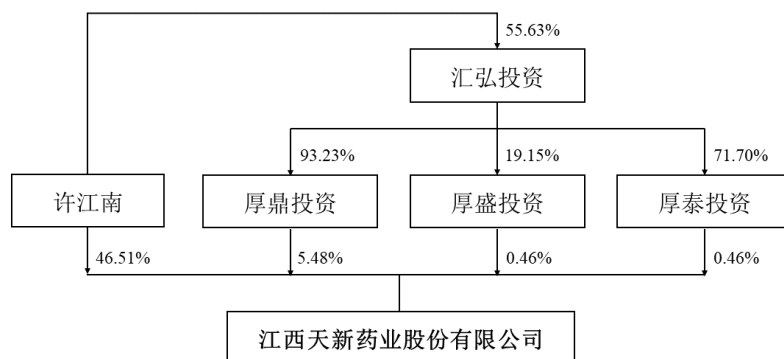 55.63%
汇弘投资
93.23%
19.15%
71.70%
许江南
厚鼎投资
厚盛投资
厚泰投资
46.51%
5.48%
0.46%
0.46%
江西天新药业股份有限公司